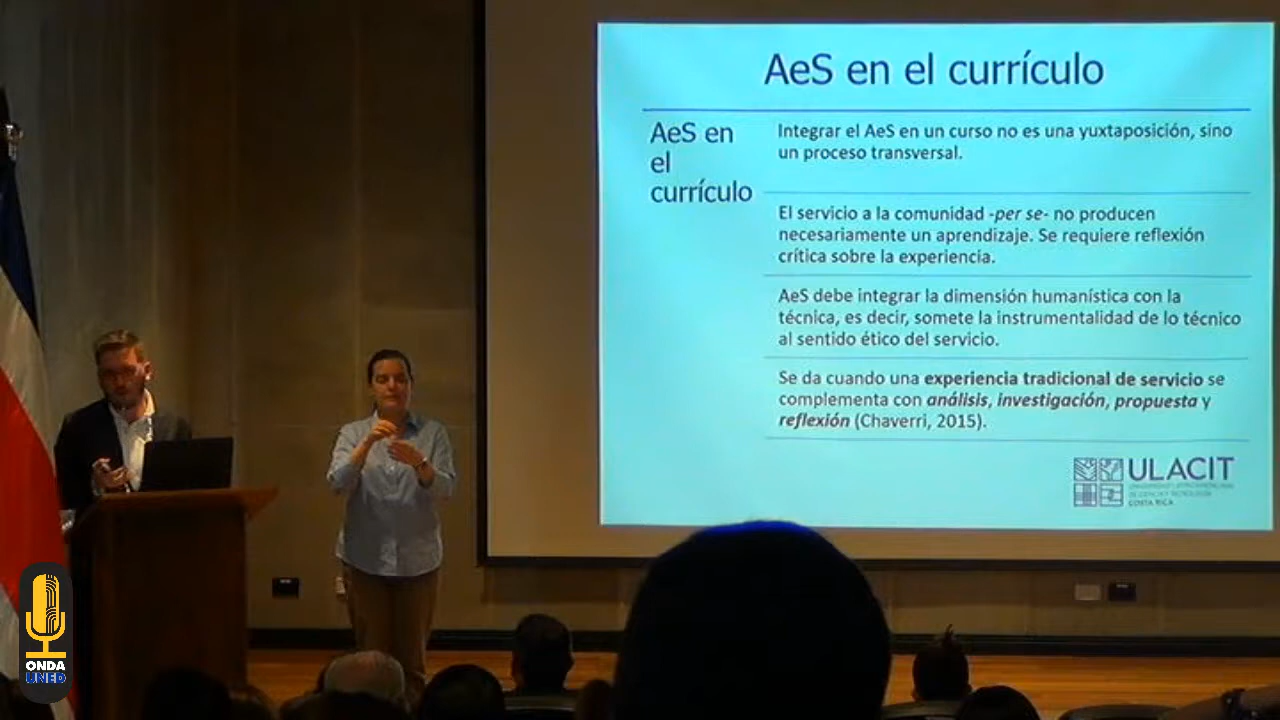 AeS en el currículo
AeS en
el
currículo
Integrar el AeS en un curso no es una yuxtaposición, sino
un proceso transversal.
El servicio a la comunidad -per se- no producen
necesariamente un aprendizaje. Se requiere reflexión
crítica sobre la experiencia.
AeS debe integrar la dimensión humanística con la
técnica, es decir, somete la instrumentalidad de lo técnico
al sentido ético del servicio.
Se da cuando una experiencia tradicional de servicio se
complementa con análisis, investigación, propuesta y
reflexión (Chaverri, 2015).
ULACIT
COSTA RICA
ONDA
UNED